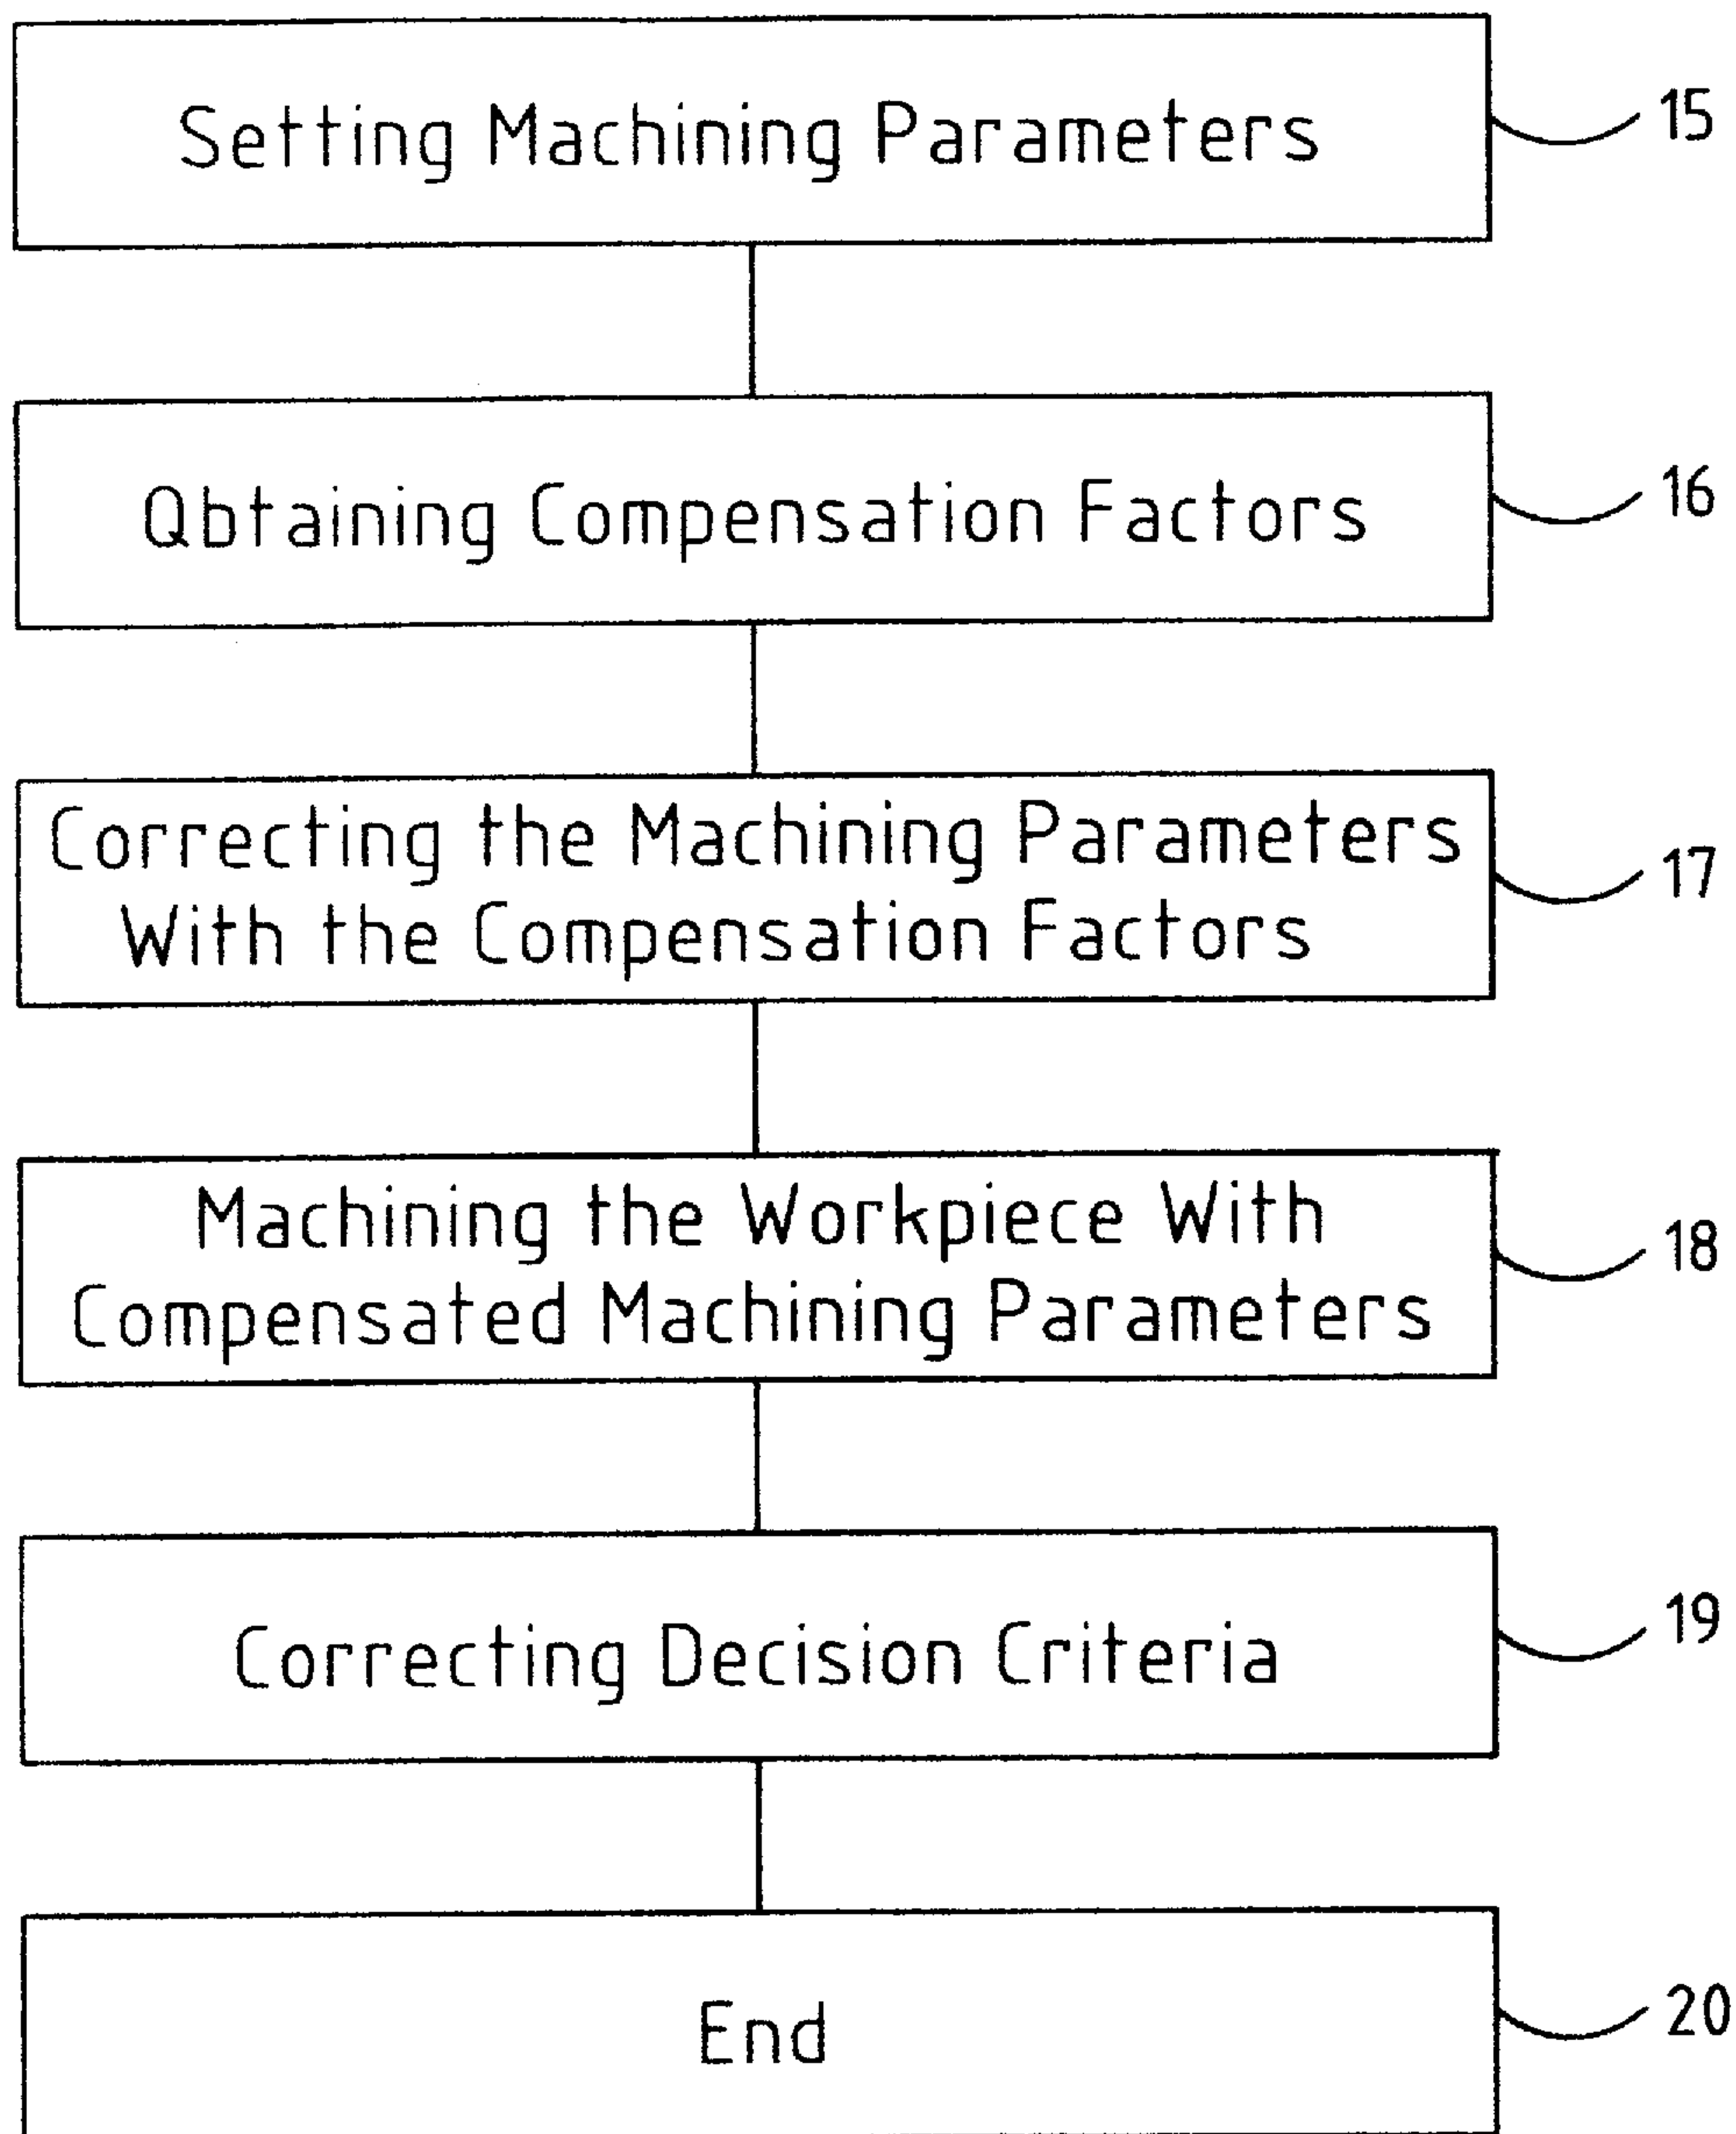 Setting Machining Parameters
15
Qbtaining Compensation Factors
16
Correcting the Machining Parameters
With the Compensation Factors
17
Machining the Workpiece With
Compensated Machining Parameters
18
Correcting Decision Criteria
19
End
20